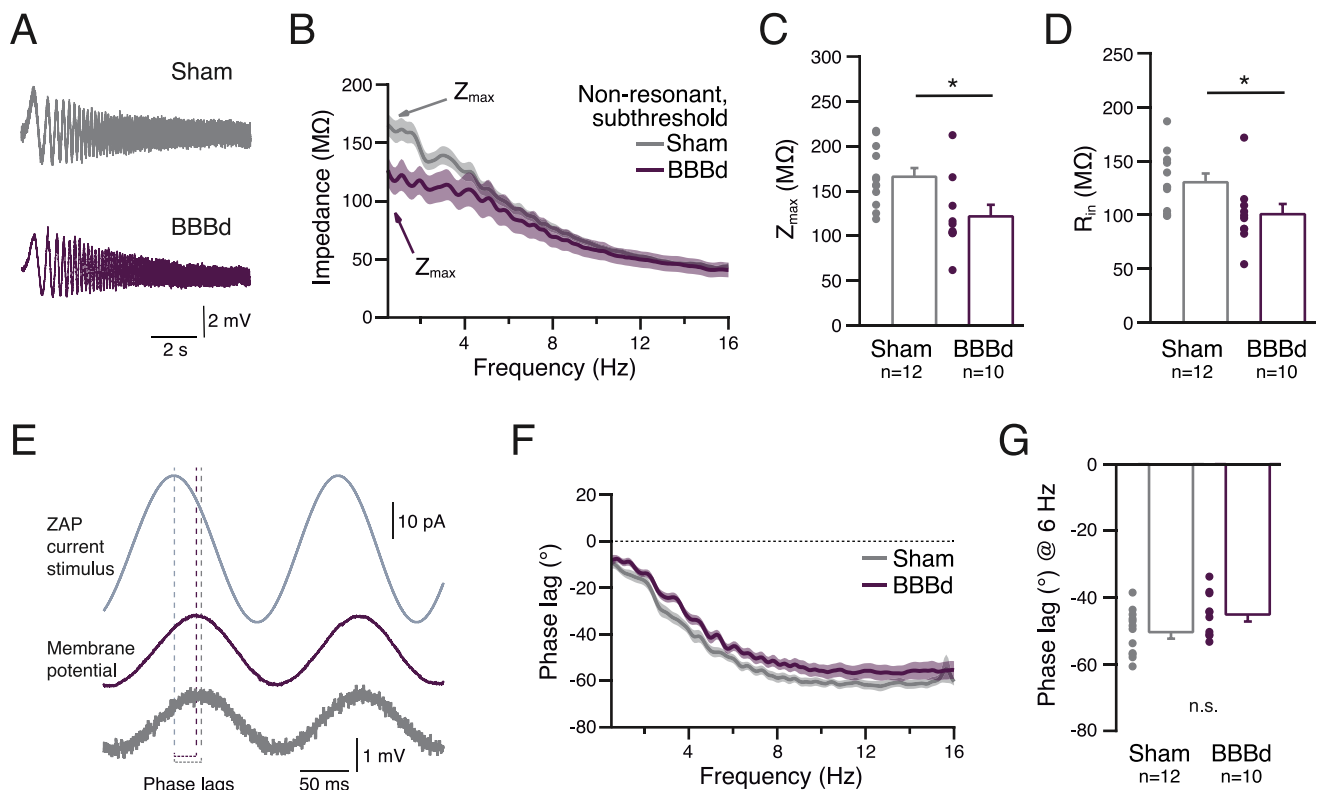 A
Sham
BBBd
2 mV
2 s
B
Impedance (MΩ)
200
150
100
50
0
Zmax
Zmax
Non-resonant,
subthreshold
Sham
BBBd
4
8
12
16
Frequency (Hz)
C
Zmax (MΩ)
300
250
200
150
100
50
0
*
Sham
n=12
BBBd
n=10
D
Rin (MΩ)
250
200
150
100
50
0
*
Sham
n=12
BBBd
n=10
E
ZAP
current
stimulus
10 pA
Membrane
potential
1 mV
50 ms
Phase lags
F
Phase lag (°)
20
0
-20
-40
-60
-80
Sham
BBBd
4
8
12
16
Frequency (Hz)
G
Phase lag (°) @ 6 Hz
0
-20
-40
-60
-80
n.s.
Sham
n=12
BBBd
n=10